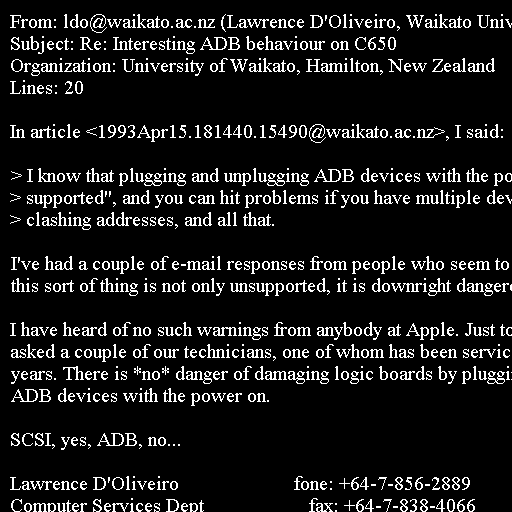 From: ldo@waikato.ac.nz (Lawrence D'Oliveiro, Waikato Univ
Subject: Re: Interesting ADB behaviour on C650
Organization: University of Waikato, Hamilton, New Zealand
Lines: 20
In article <1993Apr15.181440.15490@waikato.ac.nz>, I said:
> I know that plugging and unplugging ADB devices with the po
> supported", and you can hit problems if you have multiple dev
> clashing addresses, and all that.
I've had a couple of e-mail responses from people who seem to
this sort of thing is not only unsupported, it is downright danger
I have heard of no such warnings from anybody at Apple. Just to
asked a couple of our technicians, one of whom has been servic
years. There is *no* danger of damaging logic boards by pluggi
ADB devices with the power on.
SCSI, yes, ADB, no...
Lawrence D'Oliveiro fone: +64-7-856-2889
Computer Services Dept fax: +64-7-838-4066